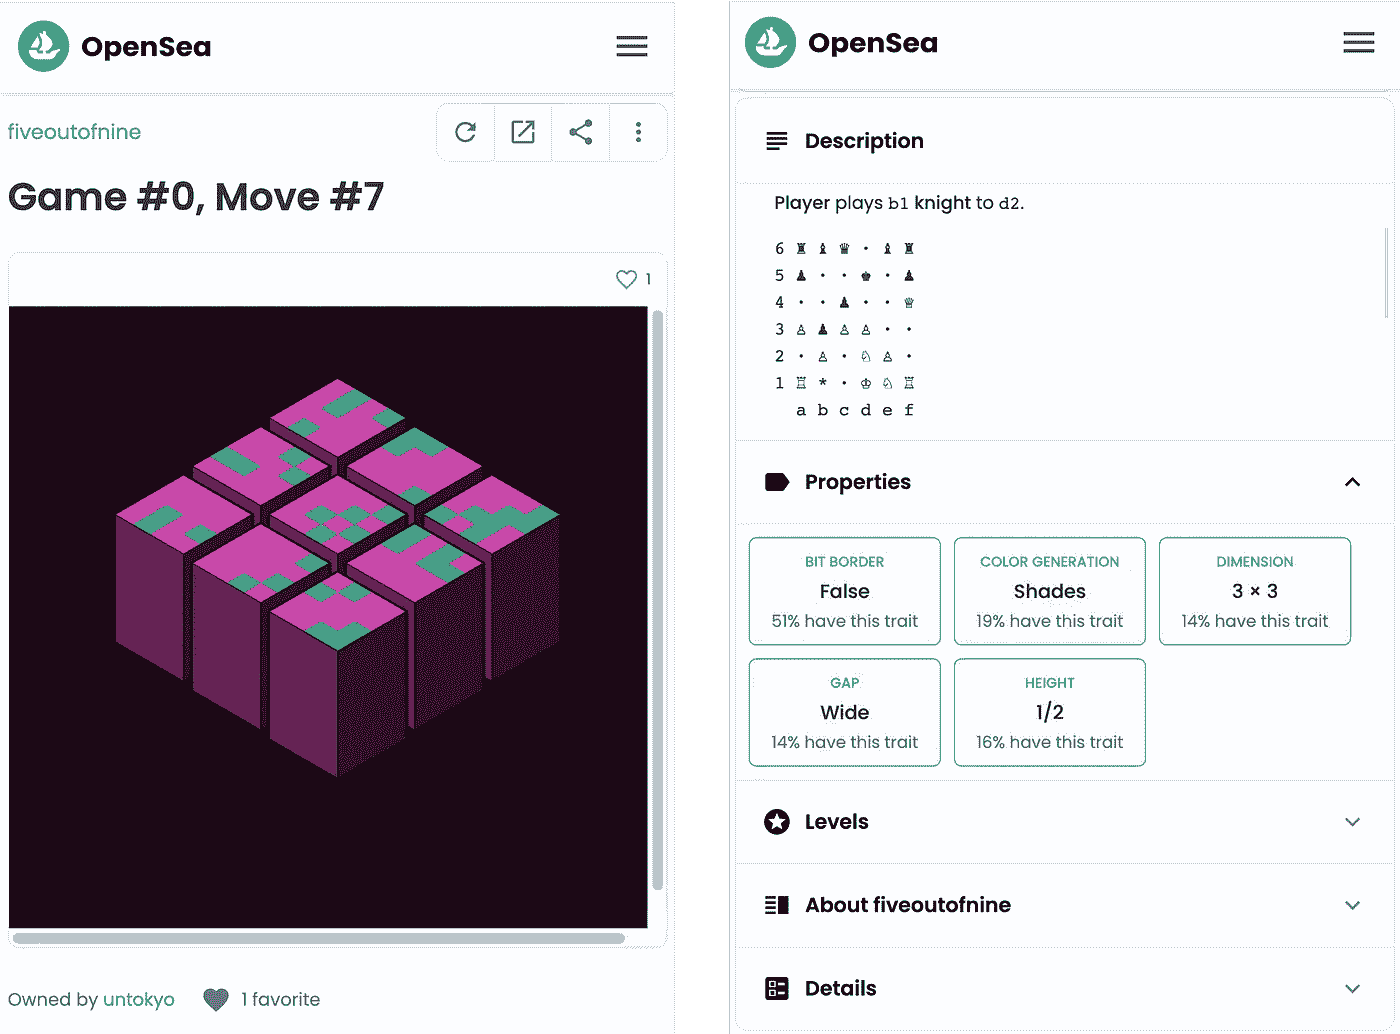 OpenSea
fiveoutofnine
Game #0, Move #7
1
Owned by untokyo 1 favorite
OpenSea
Description
Player plays b1 knight to d2.
6 ♜ ♝ ♛ · ♝ ♜
5 ♟ · · ♚ · ♟
4 · · ♟ · · ♕
3 ♙ ♟ ♙ ♙ · ·
2 · ♙ · ♘ ♙ ·
1 ♖ * · ♔ ♘ ♖
a b c d e f
Properties
BIT BORDER
False
51% have this trait
COLOR GENERATION
Shades
19% have this trait
DIMENSION
3 × 3
14% have this trait
GAP
Wide
14% have this trait
HEIGHT
1/2
16% have this trait
Levels
About fiveoutofnine
Details